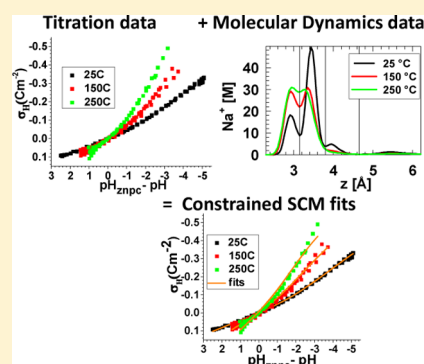 Titration data + Molecular Dynamics data
-0.5
-0.4
-0.3
-0.2
-0.1
0.0
0.1
σH(Cm-2)
25C
150C
250C
3 2 1 0 -1 -2 -3 -4 -5
pHznpc- pH
50
40
30
20
10
0
Na+ [M]
25 °C
150 °C
250 °C
3 4 5 6
z [Å]
= Constrained SCM fits
-0.5
-0.4
-0.3
-0.2
-0.1
0.0
0.1
σH(Cm-2)
25C
150C
250C
fits
3 2 1 0 -1 -2 -3 -4 -5
pHznpc- pH